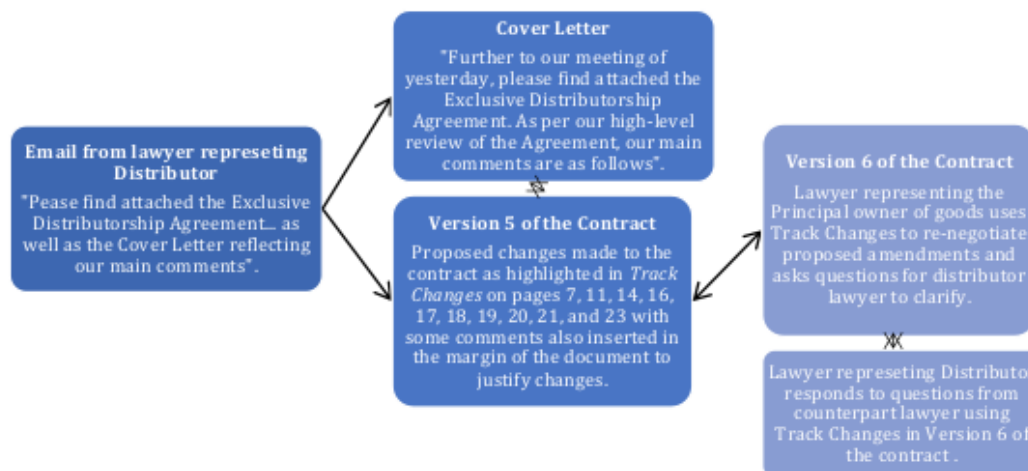 Email from lawyer represeting
Distributor
"Pease find attached the Exclusive
Distributorship Agreement... as
well as the Cover Letter reflecting
our main comments".
Cover Letter
"Further to our meeting of
yesterday, please find attached the
Exclusive Distributorship
Agreement. As per our high-level
review of the Agreement, our main
comments are as follows".
Version 5 of the Contract
Proposed changes made to the
contract as highlighted in Track
Changes on pages 7, 11, 14, 16,
17, 18, 19, 20, 21, and 23 with
some comments also inserted in
the margin of the document to
justify changes.
Version 6 of the Contract
Lawyer representing the
Principal owner of goods uses
Track Changes to re-negotiate
proposed amendments and
asks questions for distributor
lawyer to clarify.
Lawyer represeting Distributo
responds to questions from
counterpart lawyer using
Track Changes in Version 6 of
the contract .